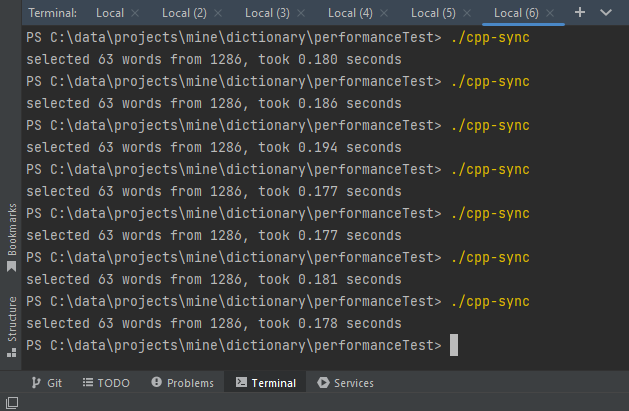 Terminal: Local Local (2) Local (3) Local (4) Local (5) Local (6)
PS C:\data\projects\mine\dictionary\performanceTest> ./cpp-sync
selected 63 words from 1286, took 0.180 seconds
PS C:\data\projects\mine\dictionary\performanceTest> ./cpp-sync
selected 63 words from 1286, took 0.186 seconds
PS C:\data\projects\mine\dictionary\performanceTest> ./cpp-sync
selected 63 words from 1286, took 0.194 seconds
PS C:\data\projects\mine\dictionary\performanceTest> ./cpp-sync
selected 63 words from 1286, took 0.177 seconds
PS C:\data\projects\mine\dictionary\performanceTest> ./cpp-sync
selected 63 words from 1286, took 0.177 seconds
PS C:\data\projects\mine\dictionary\performanceTest> ./cpp-sync
selected 63 words from 1286, took 0.181 seconds
PS C:\data\projects\mine\dictionary\performanceTest> ./cpp-sync
selected 63 words from 1286, took 0.178 seconds
PS C:\data\projects\mine\dictionary\performanceTest>
Bookmarks
Structure
Git TODO Problems Terminal Services